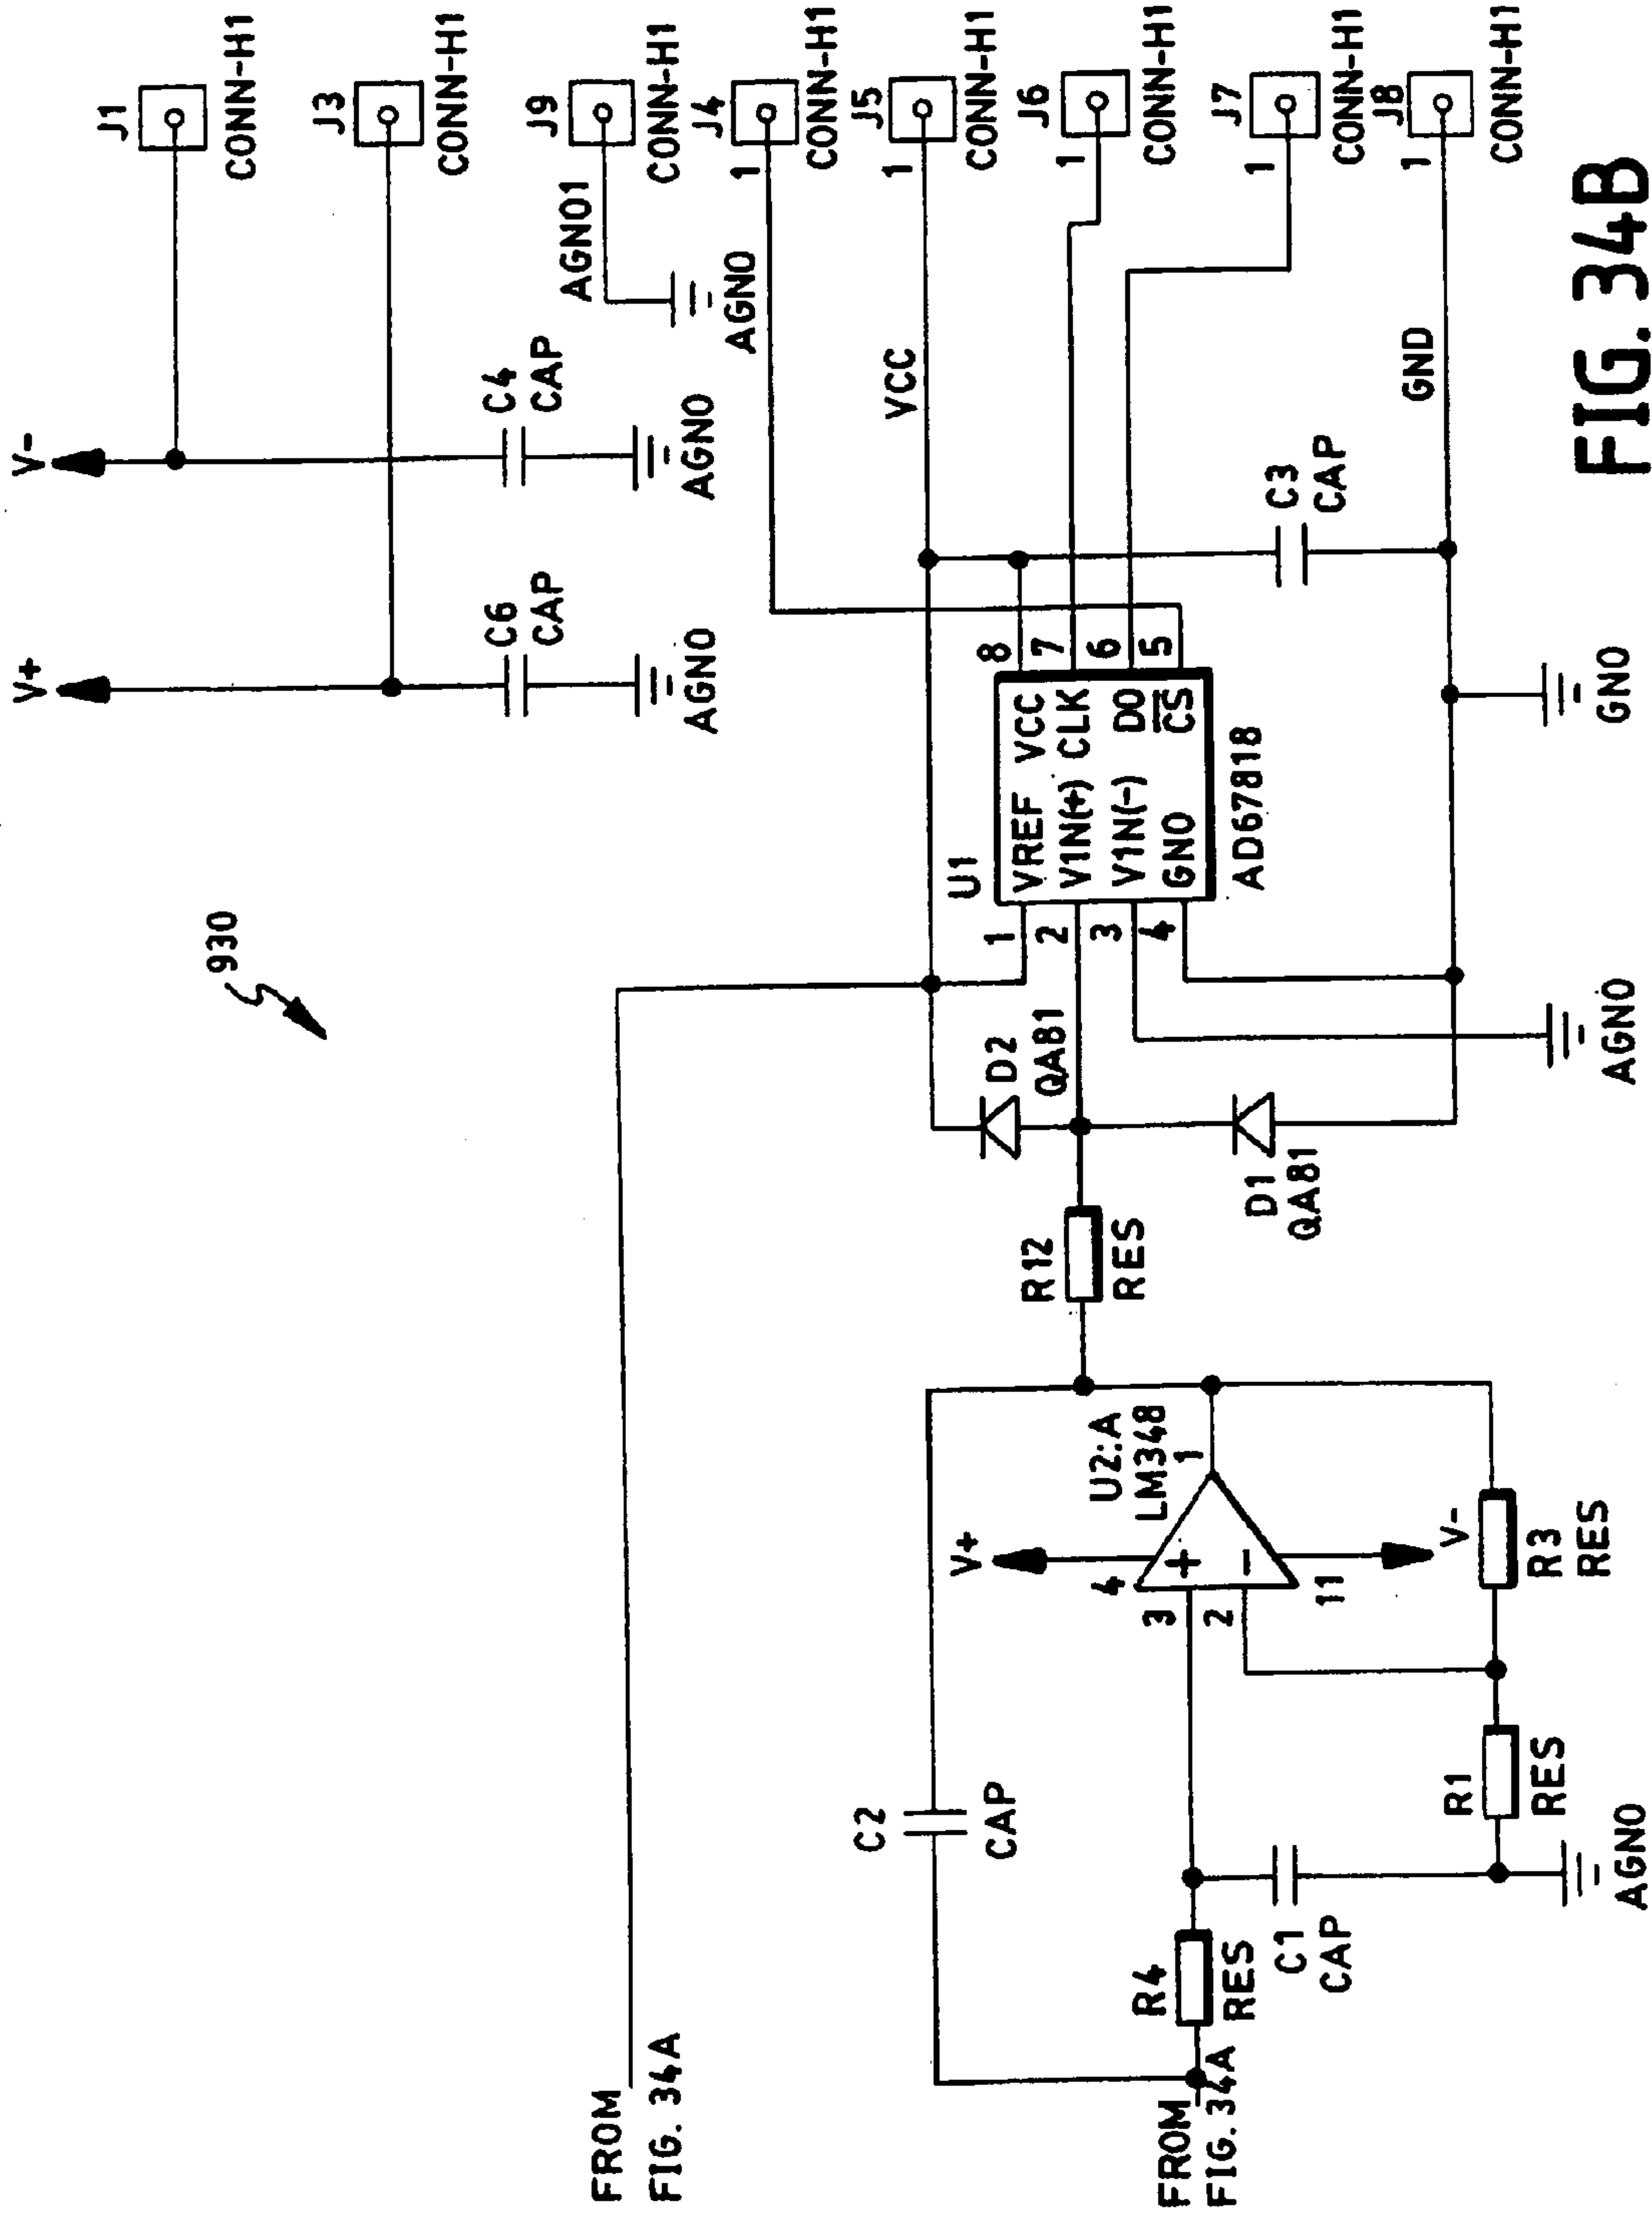 930
V+
V-
J1
CONN-H1
J3
CONN-H1
C6
CAP
AGNO
C4
CAP
AGNO
AGNO1
J9
CONN-H1
AGNO
J4
1
CONN-H1
FROM
FIG. 34A
VCC
J5
1
CONN-H1
J6
1
CONN-H1
J7
1
CONN-H1
J8
1
CONN-H1
GND
C3
CAP
U1
VREF VCC
V1N(+) CLK
V1N(-) DO
GNO CS
1
2
3
4
8
7
6
5
AD67818
D2
QA81
D1
QA81
AGNO
GNO
R12
RES
C2
CAP
U2:A
LM348
V+
4
3
2
1
11
V-
+
-
FROM
FIG.34A
R4
RES
C1
CAP
R1
RES
R3
RES
AGNO
FIG. 34B